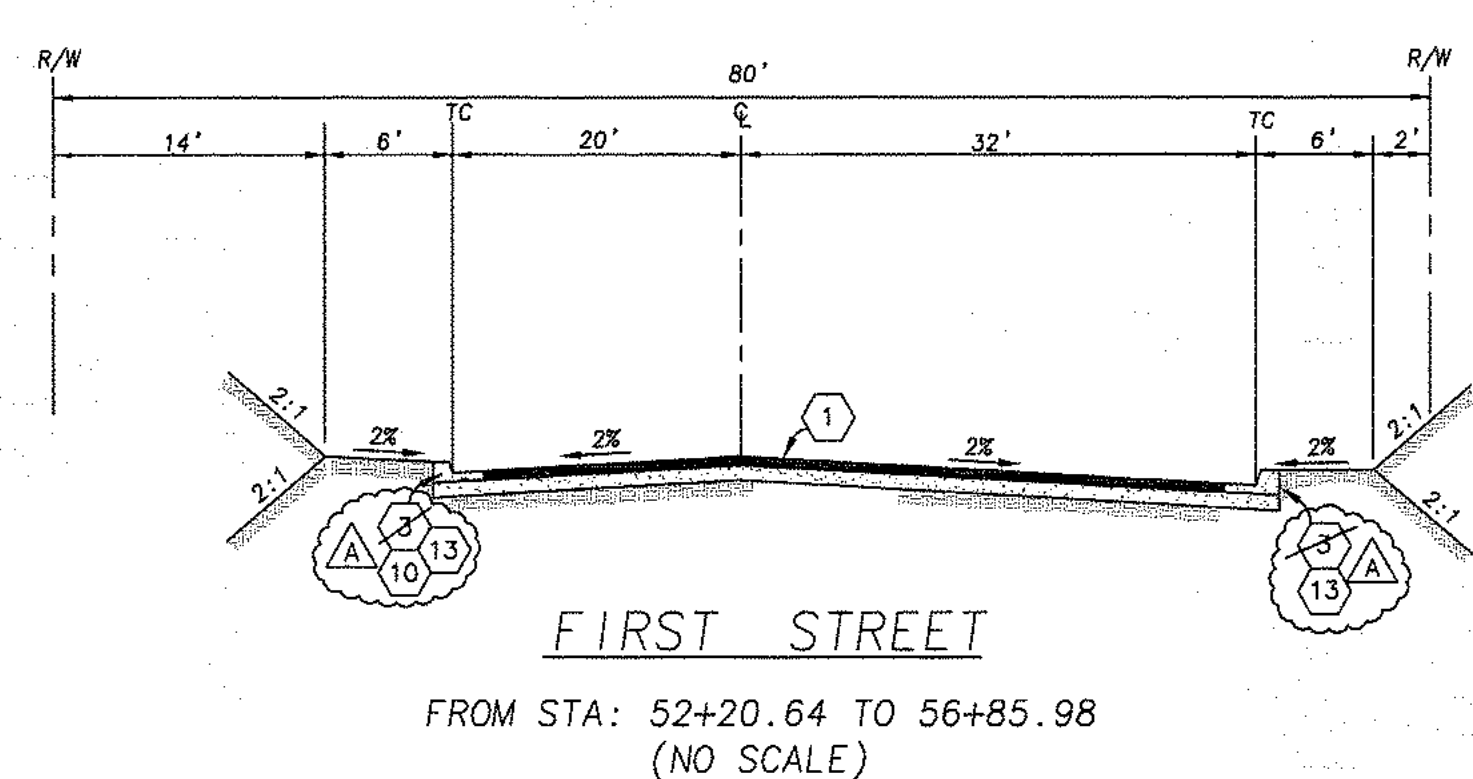 R/W
R/W
80'
TC
℄
TC
14'
6'
20'
32'
6'
2'
2:1
2:1
2%
2%
1
2%
2%
2:1
2:1
A
3
13
10
3
A
13
FIRST STREET
FROM STA: 52+20.64 TO 56+85.98
(NO SCALE)